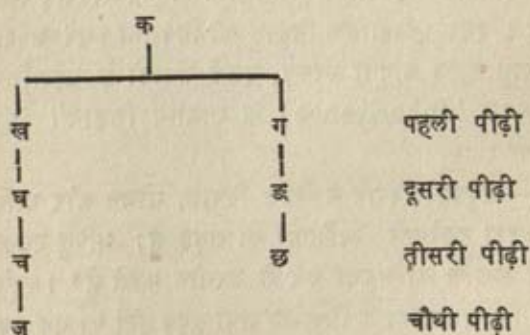 क
ख ग पहली पीढ़ी
घ ङ दूसरी पीढ़ी
च छ तीसरी पीढ़ी
ज चौथी पीढ़ी